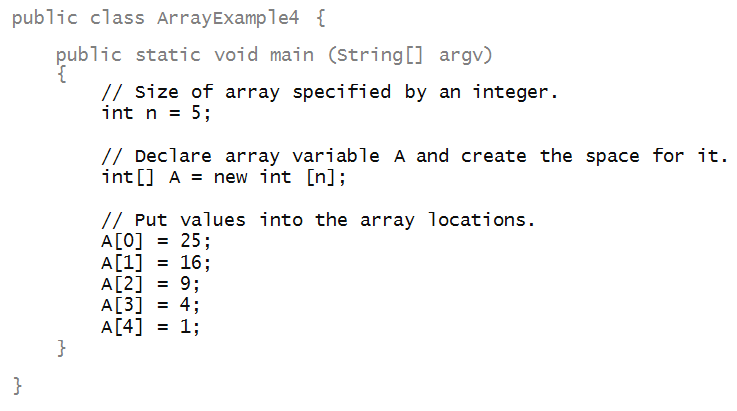 public class ArrayExample4 {
public static void main (String[] argv)
{
// Size of array specified by an integer.
int n = 5;
// Declare array variable A and create the space for it.
int[] A = new int [n];
// Put values into the array locations.
A[0] = 25;
A[1] = 16;
A[2] = 9;
A[3] = 4;
A[4] = 1;
}
}